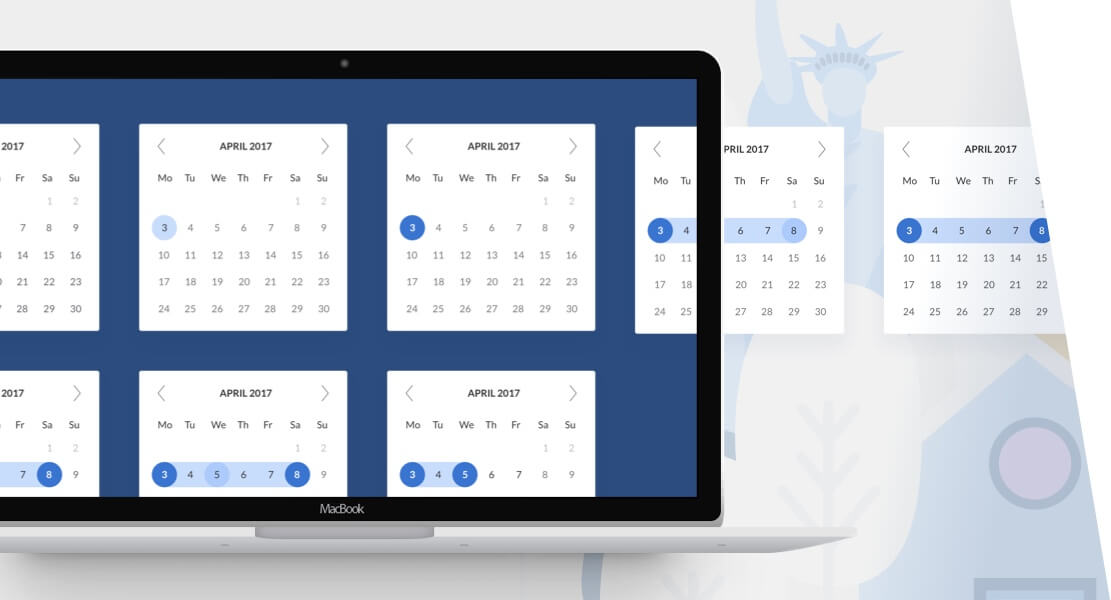 2017
Fr Sa Su
1 2
7 8 9
14 15 16
21 22 23
28 29 30
APRIL 2017
Mo Tu We Th Fr Sa Su
1 2
3 4 5 6 7 8 9
10 11 12 13 14 15 16
17 18 19 20 21 22 23
24 25 26 27 28 29 30
APRIL 2017
Mo Tu We Th Fr Sa Su
1 2
3 4 5 6 7 8 9
10 11 12 13 14 15 16
17 18 19 20 21 22 23
24 25 26 27 28 29 30
PRIL 2017
Mo Tu Th Fr Sa Su
1 2
3 4 6 7 8 9
10 11 13 14 15 16
17 18 20 21 22 23
24 25 27 28 29 30
APRIL 2017
Mo Tu We Th Fr S
1
3 4 5 6 7 8
10 11 12 13 14 15
17 18 19 20 21 22
24 25 26 27 28 29
2017
Fr Sa Su
1 2
7 8 9
APRIL 2017
Mo Tu We Th Fr Sa Su
1 2
3 4 5 6 7 8 9
APRIL 2017
Mo Tu We Th Fr Sa Su
1 2
3 4 5 6 7 8 9
MacBook